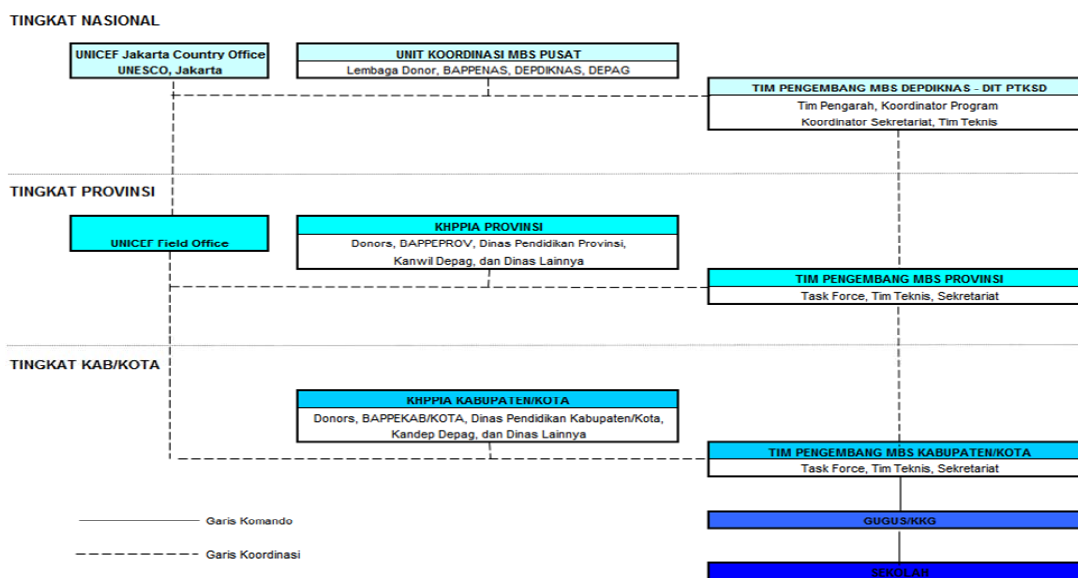 TINGKAT NASIONAL
UNICEF Jakarta Country Office
UNESCO, Jakarta
UNIT KOORDINASI MBS PUSAT
Lembaga Donor, BAPPENAS, DEPDIKNAS, DEPAG
TIM PENGEMBANG MBS DEPDIKNAS - DIT PTKSD
Tim Pengarah, Koordinator Program
Koordinator Sekretariat, Tim Teknis
TINGKAT PROVINSI
UNICEF Field Office
KHPPIA PROVINSI
Donors, BAPPEPROV, Dinas Pendidikan Provinsi,
Kanwil Depag, dan Dinas Lainnya
TIM PENGEMBANG MBS PROVINSI
Task Force, Tim Teknis, Sekretariat
TINGKAT KAB/KOTA
KHPPIA KABUPATEN/KOTA
Donors, BAPPEKAB/KOTA, Dinas Pendidikan Kabupaten/Kota,
Kandep Depag, dan Dinas Lainnya
TIM PENGEMBANG MBS KABUPATEN/KOTA
Task Force, Tim Teknis, Sekretariat
Garis Komando
GUGUS/KKG
Garis Koordinasi
SEKOLAH